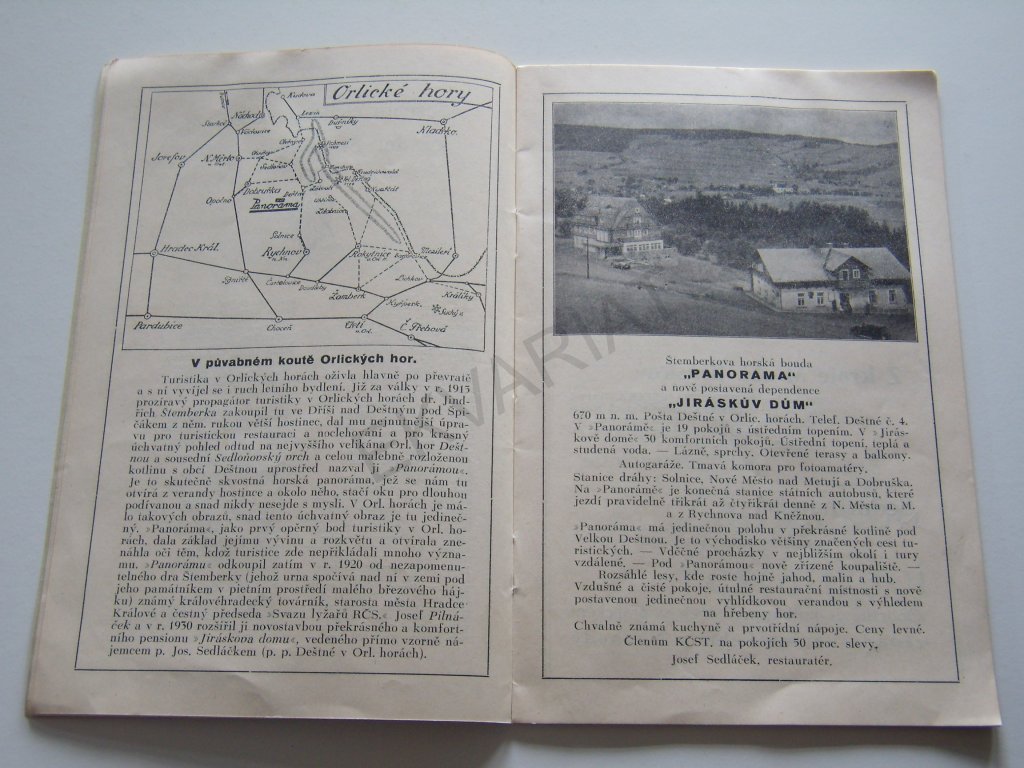 Orlické hory
Kudova
Náchod
Kladsko
Josefov
N. Město
Dobruška
Opočno
Panoráma
Solnice
Rychnov
n. Kn.
Hradec Král.
Rokytnice
Meziles
Lichkov
Králíky
Týniště
Častolovice
Doudleby
Žamberk
Kyšperk
Pardubice
Choceň
Ústí
n. Orl.
Č. Třebová
V půvabném koutě Orlických hor.
Turistika v Orlických horách oživla hlavně po převratě
a s ní vyvíjel se i ruch letního bydlení. Již za války v r. 1915
prozíravý propagátor turistiky v Orlických horách dr. Jind-
řich Štemberka zakoupil tu ve Dříši nad Deštným pod Špi-
čákem z něm. rukou větší hostinec, dal mu nejnutnější úpra-
vu pro turistickou restauraci a noclehování a pro krásný
úchvatný pohled odtud na nejvyššího velikána Orl. hor Dešt-
nou a sousední Sedloňovský vrch a celou malebně rozloženou
kotlinu s obcí Deštnou uprostřed nazval ji »Panorámou«.
Je to skutečně skvostná horská panoráma, jež se nám tu
otvírá z verandy hostince a okolo něho, stačí oku pro dlouhou
podívanou a snad nikdy nesejde s mysli. V Orl. horách je má-
lo takových obrazů, snad tento úchvatný obraz je tu jedineč-
ný. »Panoráma«, jako prvý opěrný bod turistiky v Orl. ho-
rách, dala základ jejímu vývinu a rozkvětu a otvírala zne-
náhla oči těm, kdož turistice zde nepřikládali mnoho význa-
mu. »Panorámu« odkoupil zatím v r. 1920 od nezapomenu-
telného dra Štemberky (jehož urna spočívá nad ní v zemi pod
jeho památníkem v pietním prostředí malého březového háj-
ku) známý královéhradecký továrník, starosta města Hradce
Králové a čestný předseda »Svazu lyžařů RČS.« Josef Pilná-
ček a v r. 1930 rozšířil ji novostavbou překrásného a komfort-
ního pensionu »Jiráskova domu«, vedeného přímo vzorně ná-
jemcem p. Jos. Sedláčkem (p. p. Deštné v Orl. horách).
Štemberkova horská bouda
„PANORAMA“
a nově postavená dependence
„JIRÁSKŮV DŮM“
670 m n. m. Pošta Deštné v Orlic. horách. Telef. Deštné č. 4.
V »Panorámě« je 19 pokojů s ústředním topením. V »Jirás-
kově domě« 30 komfortních pokojů. Ústřední topení, teplá a
studená voda. — Lázně, sprchy. Otevřené terasy a balkony.
Autogaráže. Tmavá komora pro fotoamatéry.
Stanice dráhy: Solnice, Nové Město nad Metují a Dobruška.
Na »Panorámě« je konečná stanice státních autobusů, které
jezdí pravidelně třikrát až čtyřikrát denně z N. Města n. M.
a z Rychnova nad Kněžnou.
»Panoráma« má jedinečnou polohu v překrásné kotlině pod
Velkou Deštnou. Je to východisko většiny značených cest tu-
ristických. — Vděčné procházky v nejbližším okolí i tury
vzdálené. — Pod »Panorámou« nově zřízené koupaliště. —
Rozsáhlé lesy, kde roste hojně jahod, malin a hub.
Vzdušné a čisté pokoje, útulné restaurační místnosti s nově
postavenou jedinečnou vyhlídkovou verandou s výhledem
na hřebeny hor.
Chvalně známá kuchyně a prvotřídní nápoje. Ceny levné.
Členům KČST. na pokojích 50 proc. slevy.
Josef Sedláček, restauratér.